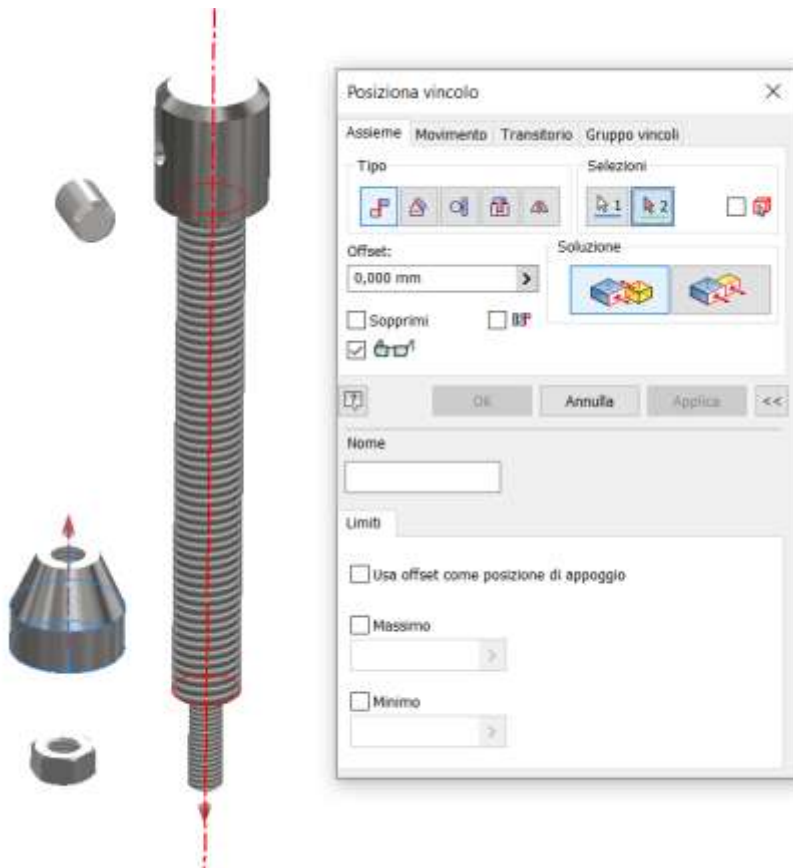 Posiziona vincolo
Assieme Movimento Transitorio Gruppo vincoli
Tipo Selezioni
1 2
Offset: Soluzione
0,000 mm
Sopprimi
OK Annulla Applica <<
Nome
Limiti
Usa offset come posizione di appoggio
Massimo
Minimo